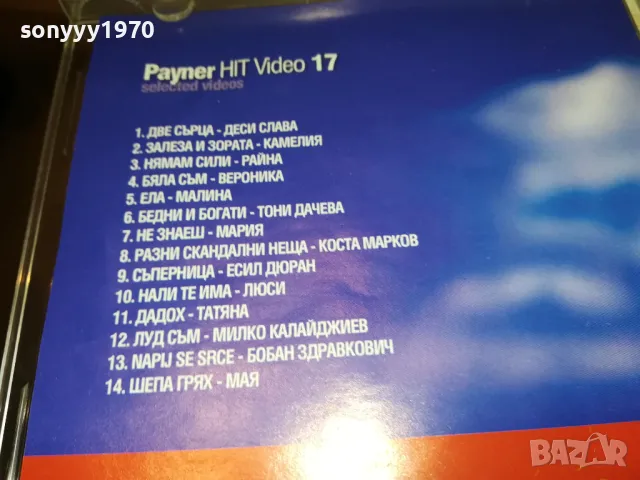 sonyyy1970
Payner HIT Video 17
selected videos
1. ДВЕ СЪРЦА - ДЕСИ СЛАВА
2. ЗАЛЕЗА И ЗОРАТА - КАМЕЛИЯ
3. НЯМАМ СИЛИ - РАЙНА
4. БЯЛА СЪМ - ВЕРОНИКА
5. ЕЛА - МАЛИНА
6. БЕДНИ И БОГАТИ - ТОНИ ДАЧЕВА
7. НЕ ЗНАЕШ - МАРИЯ
8. РАЗНИ СКАНДАЛНИ НЕЩА - КОСТА МАРКОВ
9. СЪПЕРНИЦА - ЕСИЛ ДЮРАН
10. НАЛИ ТЕ ИМА - ЛЮСИ
11. ДАДОХ - ТАТЯНА
12. ЛУД СЪМ - МИЛКО КАЛАЙДЖИЕВ
13. NAPIJ SE SRCE - БОБАН ЗДРАВКОВИЧ
14. ШЕПА ГРЯХ - МАЯ
BAZAR